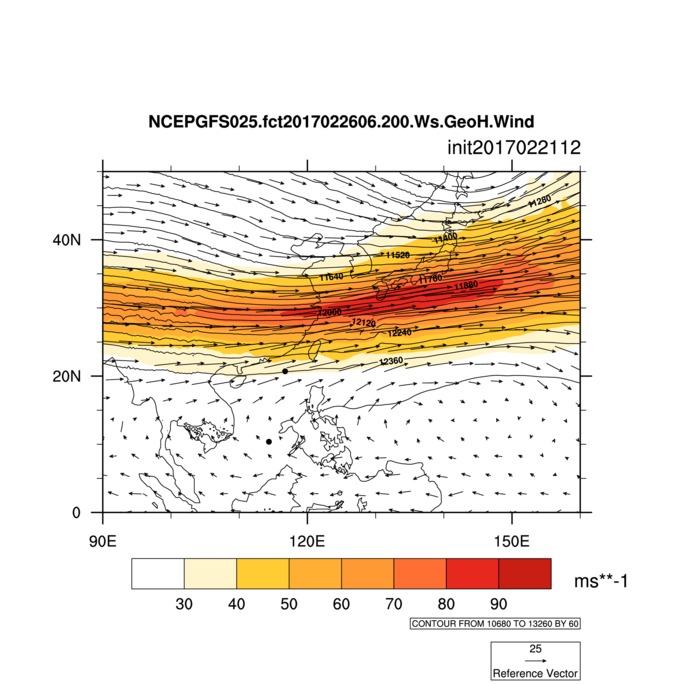 NCEPGFS025.fct2017022606.200.Ws.GeoH.Wind
init2017022112
11280
40N
11400
11520
11640
11760
11880
12000
12120
12240
12360
20N
0
90E 120E 150E
30 40 50 60 70 80 90 ms**-1
CONTOUR FROM 10680 TO 13260 BY 60
25
Reference Vector